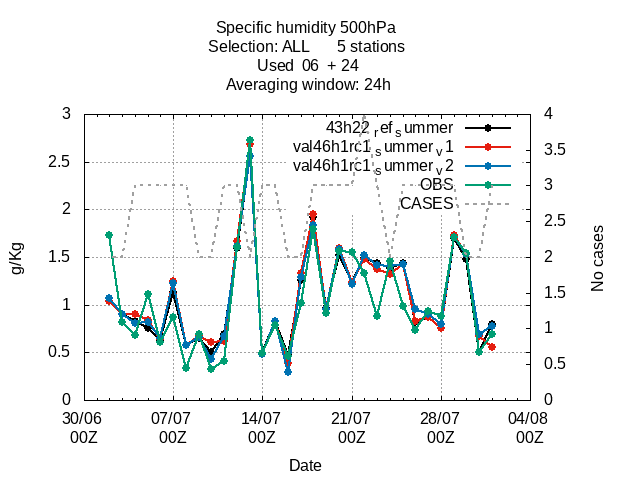 Specific humidity 500hPa
Selection: ALL 5 stations
Used 06 + 24
Averaging window: 24h
43h22_ref_summer
val46h1rc1_summer_v1
val46h1rc1_summer_v2
OBS
CASES
3
2.5
2
1.5
1
0.5
0
g/Kg
4
3.5
3
2.5
2
1.5
1
0.5
0
No cases
30/06 07/07 14/07 21/07 28/07 04/08
00Z 00Z 00Z 00Z 00Z 00Z
Date